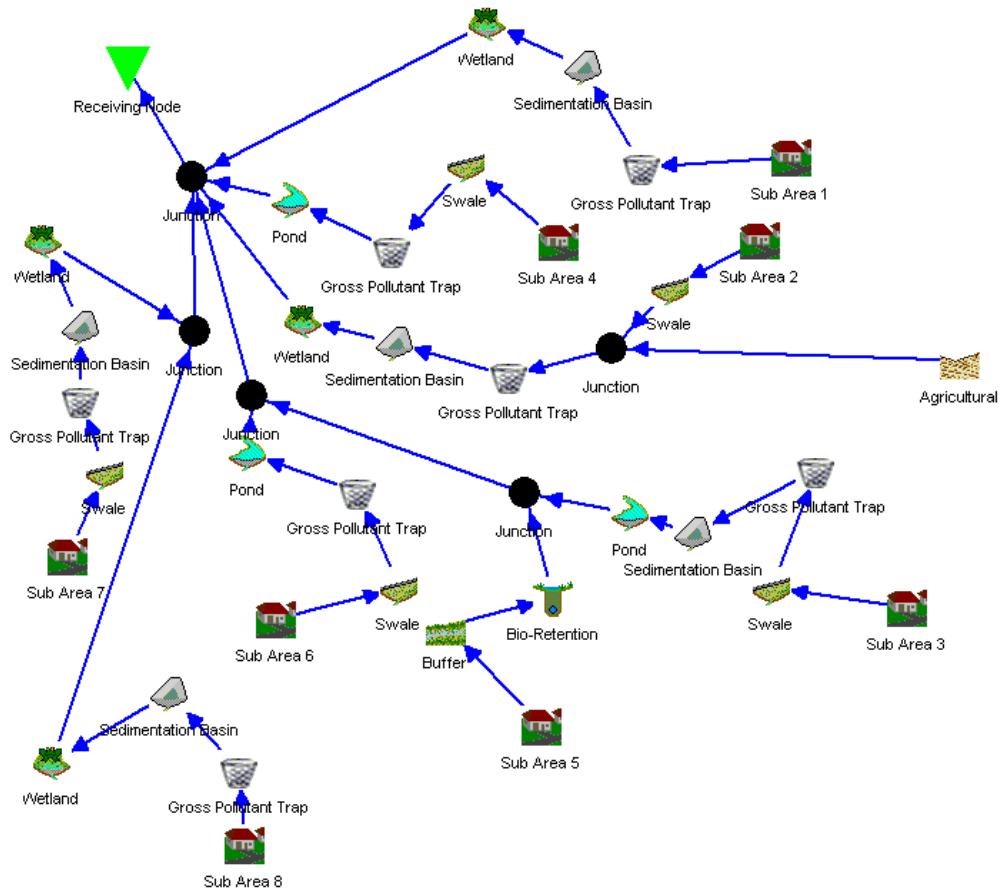 Wetland
Sedimentation Basin
Receiving Node
Gross Pollutant Trap
Sub Area 1
Junction
Swale
Pond
Sub Area 4
Sub Area 2
Gross Pollutant Trap
Wetland
Swale
Wetland
Sedimentation Basin
Sedimentation Basin
Junction
Junction
Gross Pollutant Trap
Agricultural
Gross Pollutant Trap
Junction
Pond
Swale
Gross Pollutant Trap
Gross Pollutant Trap
Junction
Pond
Sedimentation Basin
Sub Area 7
Swale
Swale
Sub Area 3
Bio-Retention
Sub Area 6
Buffer
Sedimentation Basin
Sub Area 5
Wetland
Gross Pollutant Trap
Sub Area 8